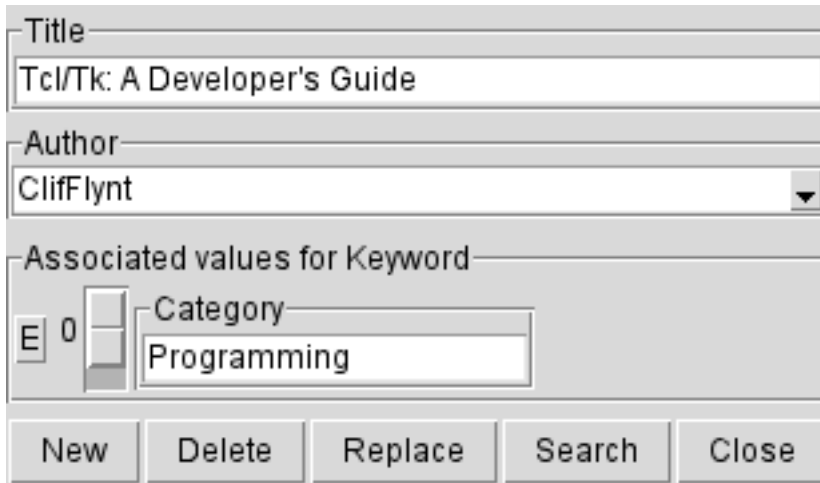 Title
Tcl/Tk: A Developer's Guide
Author
ClifFlynt
Associated values for Keyword
Category
E 0
Programming
New Delete Replace Search Close